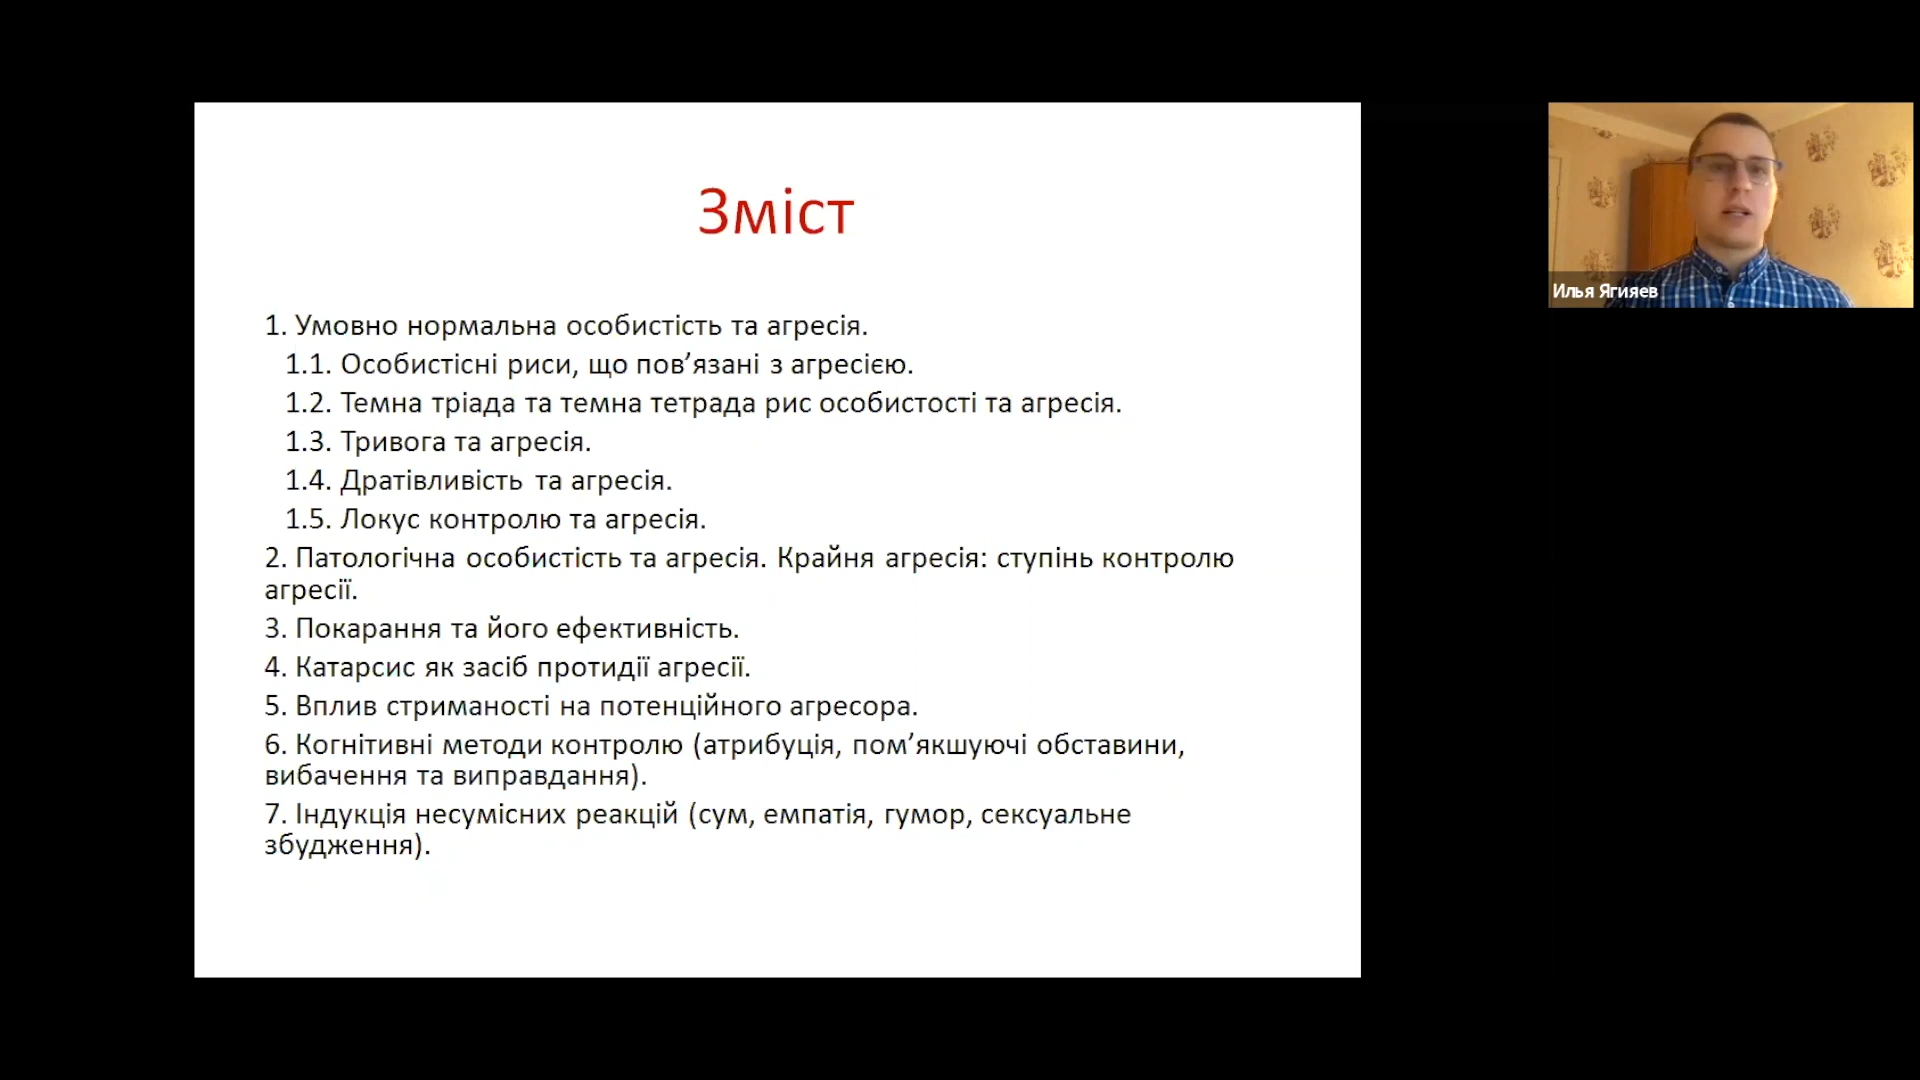 Зміст
1. Умовно нормальна особистість та агресія.
1.1. Особистісні риси, що пов’язані з агресією.
1.2. Темна тріада та темна тетрада рис особистості та агресія.
1.3. Тривога та агресія.
1.4. Дратівливість та агресія.
1.5. Локус контролю та агресія.
2. Патологічна особистість та агресія. Крайня агресія: ступінь контролю
агресії.
3. Покарання та його ефективність.
4. Катарсис як засіб протидії агресії.
5. Вплив стриманості на потенційного агресора.
6. Когнітивні методи контролю (атрибуція, пом’якшуючі обставини,
вибачення та виправдання).
7. Індукція несумісних реакцій (сум, емпатія, гумор, сексуальне
збудження).
Илья Ягияев